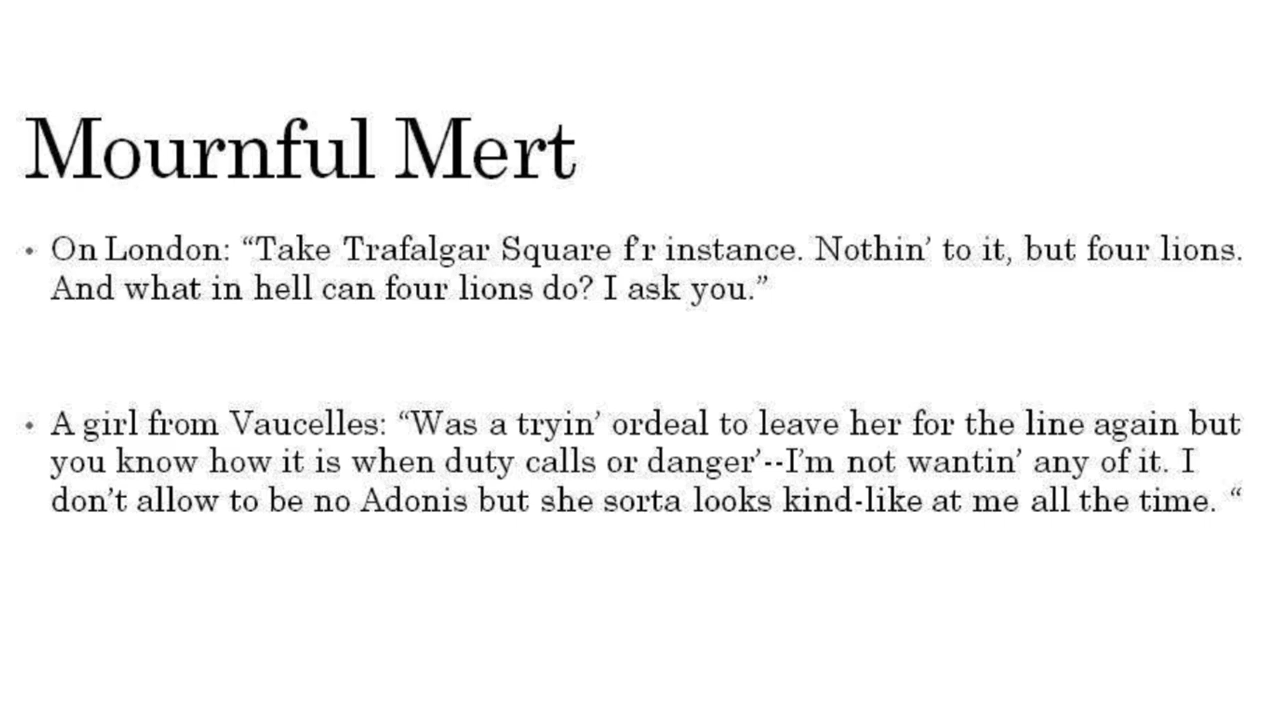 Mournful Mert
• On London: “Take Trafalgar Square f’r instance. Nothin’ to it, but four lions.
And what in hell can four lions do? I ask you.”
• A girl from Vaucelles: “Was a tryin’ ordeal to leave her for the line again but
you know how it is when duty calls or danger’--I’m not wantin’ any of it. I
don’t allow to be no Adonis but she sorta looks kind-like at me all the time. “